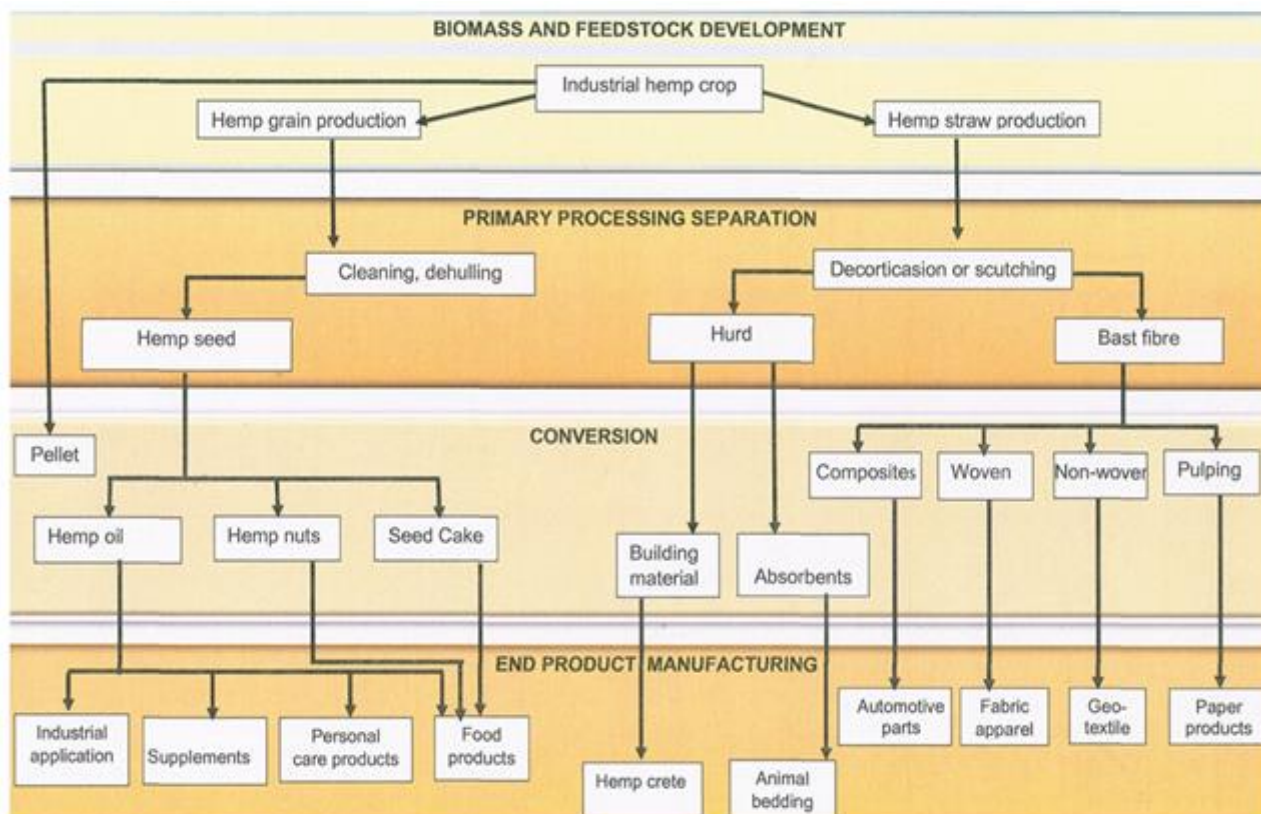 BIOMASS AND FEEDSTOCK DEVELOPMENT
Industrial hemp crop
Hemp grain production
Hemp straw production
PRIMARY PROCESSING SEPARATION
Cleaning, dehulling
Decorticasion or scutching
Hemp seed
Hurd
Bast fibre
CONVERSION
Pellet
Composites
Woven
Non-wover
Pulping
Hemp oil
Hemp nuts
Seed Cake
Building
material
Absorbents
END PRODUCT MANUFACTURING
Industrial
application
Supplements
Personal
care products
Food
products
Automotive
parts
Fabric
apparel
Geo-
textile
Paper
products
Hemp crete
Animal
bedding